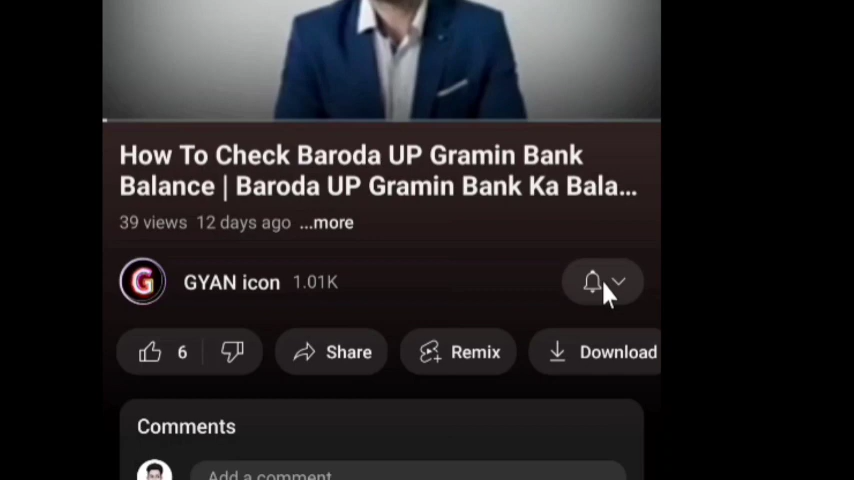 How To Check Baroda UP Gramin Bank
Balance | Baroda UP Gramin Bank Ka Bala...
39 views 12 days ago ...more
G GYAN icon 1.01K
6 Share Remix Download
Comments
Add a comment